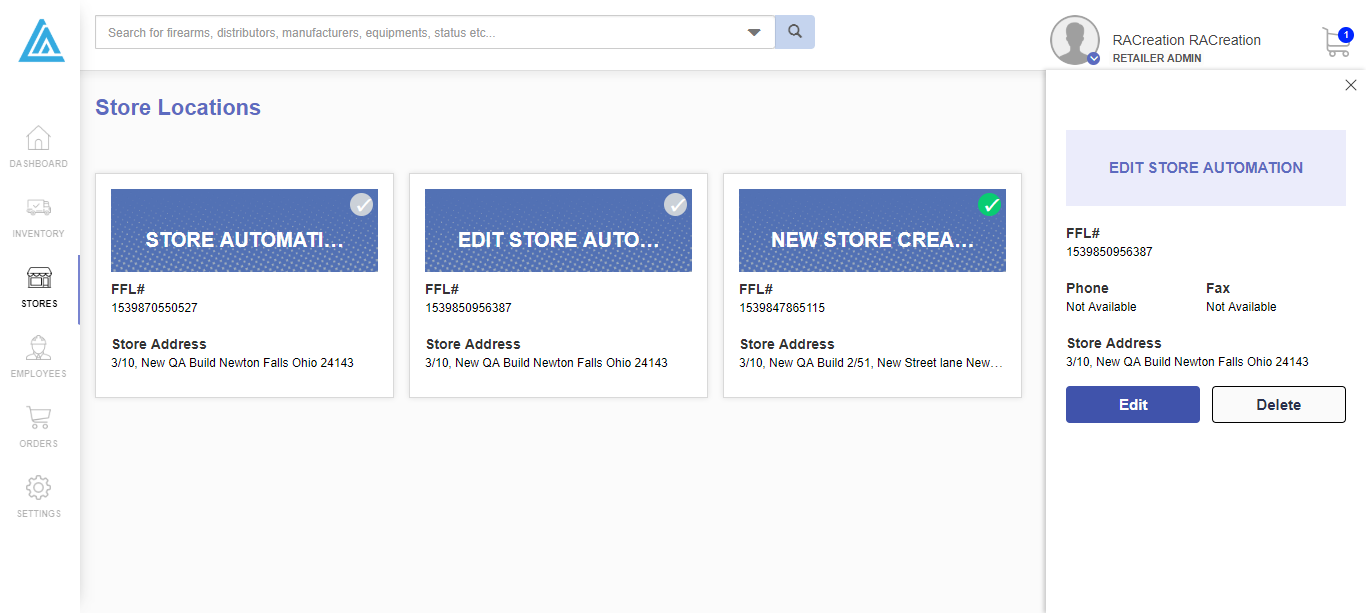 Search for firearms, distributors, manufacturers, equipments, status etc...
RACreation RACreation
RETAILER ADMIN
1
DASHBOARD
INVENTORY
STORES
EMPLOYEES
ORDERS
SETTINGS
Store Locations
STORE AUTOMATI...
FFL#
1539870550527
Store Address
3/10, New QA Build Newton Falls Ohio 24143
EDIT STORE AUTO...
FFL#
1539850956387
Store Address
3/10, New QA Build Newton Falls Ohio 24143
NEW STORE CREA...
FFL#
1539847865115
Store Address
3/10, New QA Build 2/51, New Street lane New...
EDIT STORE AUTOMATION
FFL#
1539850956387
Phone Fax
Not Available Not Available
Store Address
3/10, New QA Build Newton Falls Ohio 24143
Edit Delete